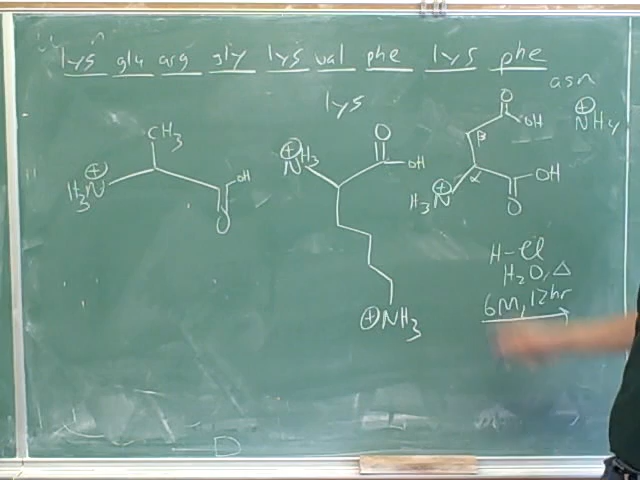 lys glu arg gly lys val phe lys phe
asn
lys
CH3
H3N ⊕
⊕ NH3
O
OH
O
OH
⊕ NH3
O
OH
β
α
H3N ⊕
OH
O
⊕ NH4
H-Cl
H2O, Δ
6M, 12hr
D